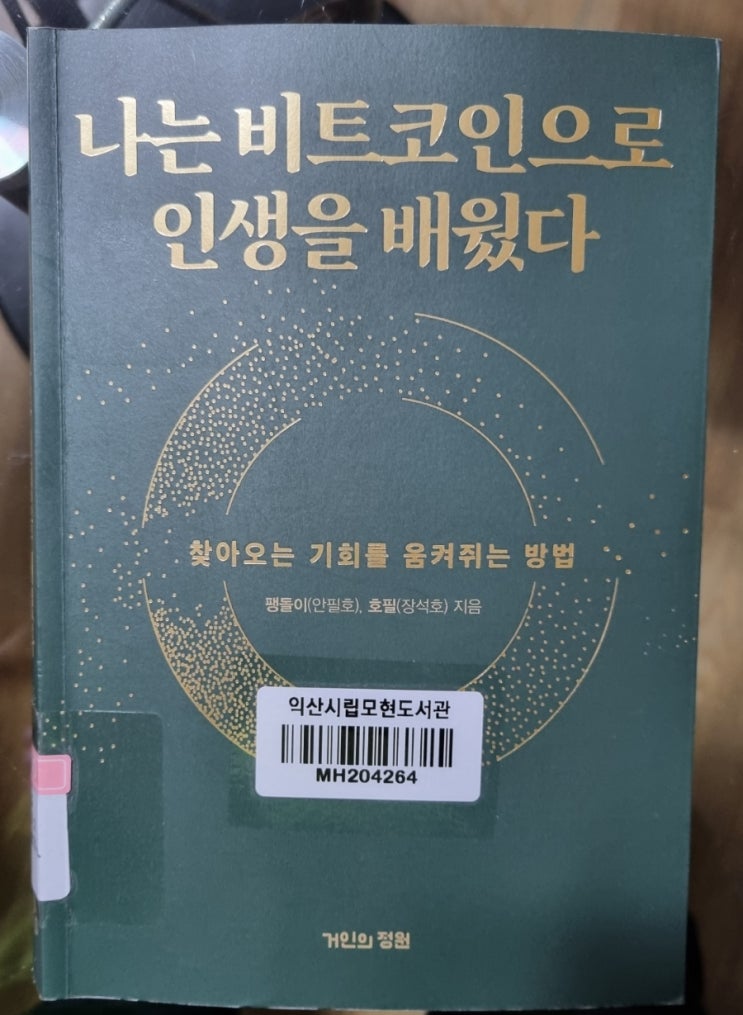 나는 비트코인으로
인생을 배웠다
찾아오는 기회를 움켜쥐는 방법
팽돌이(안필호), 호필(장석호) 지음
익산시립모현도서관
MH204264
거인의 정원